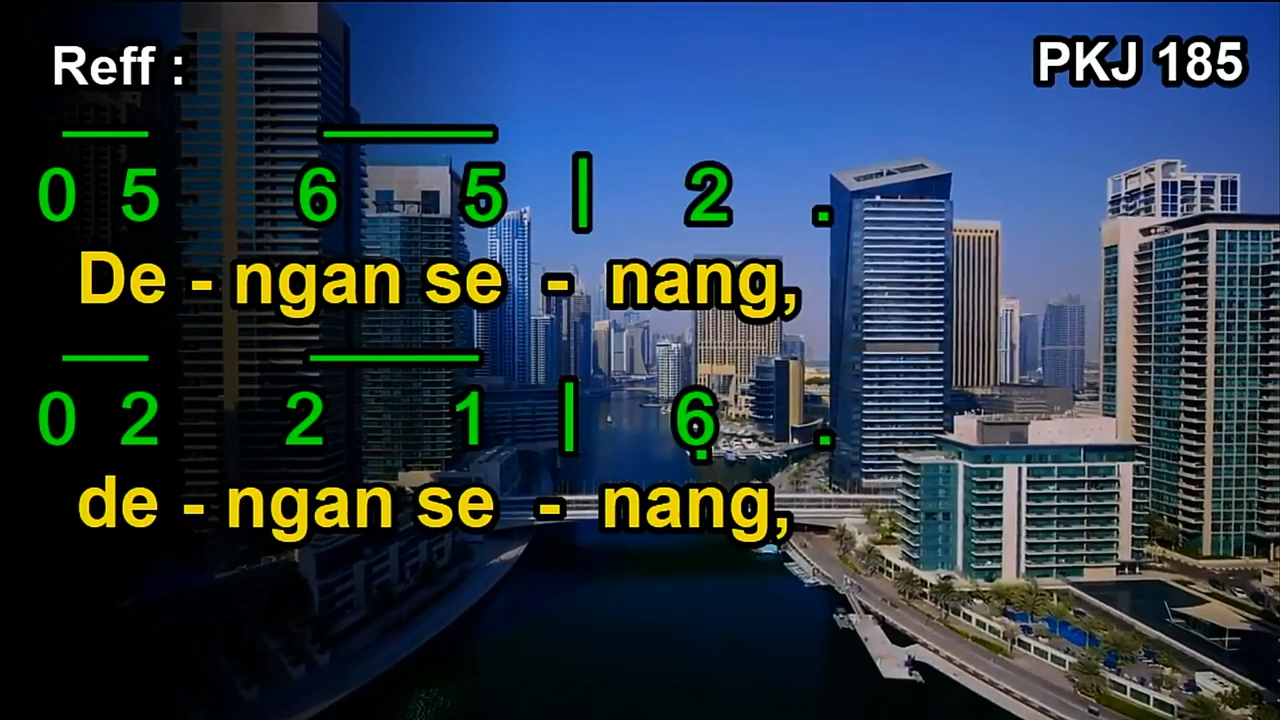 Reff :
PKJ 185
0 5 6 5 | 2 .
De - ngan se - nang,
0 2 2 1 | 6̣ .
de - ngan se - nang,